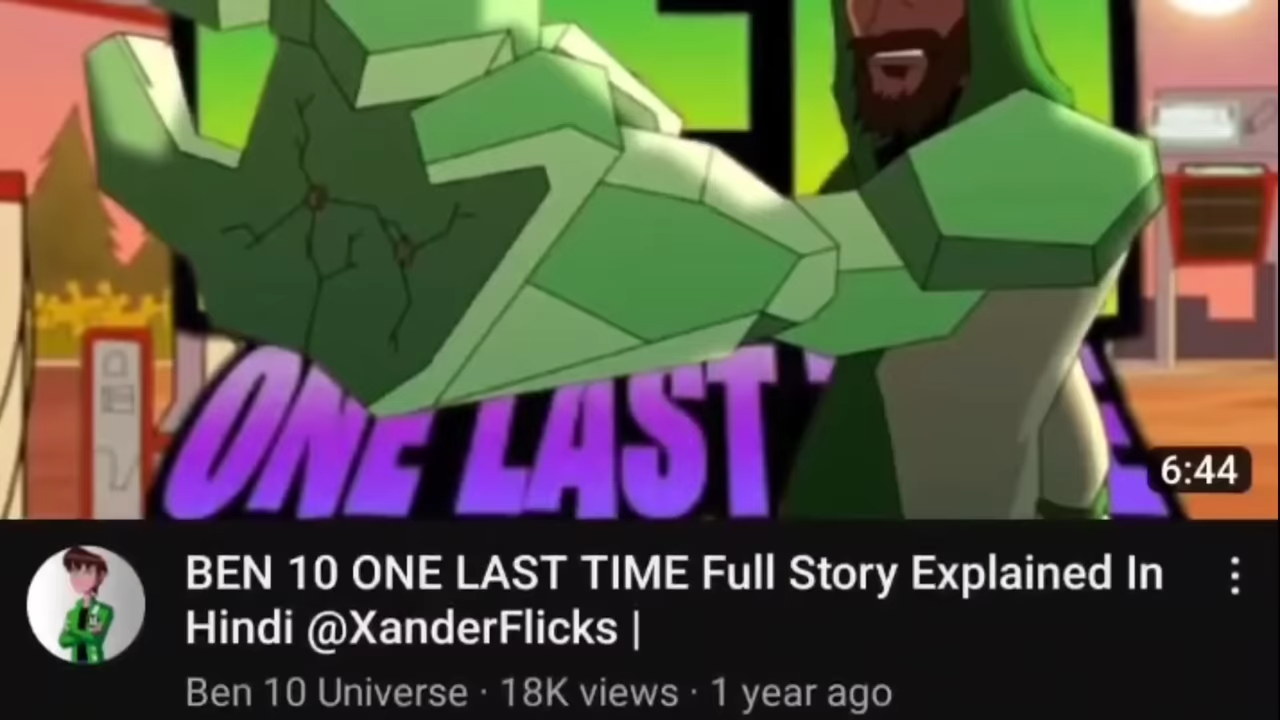 ONE LAST
6:44
BEN 10 ONE LAST TIME Full Story Explained In
Hindi @XanderFlicks |
Ben 10 Universe · 18K views · 1 year ago